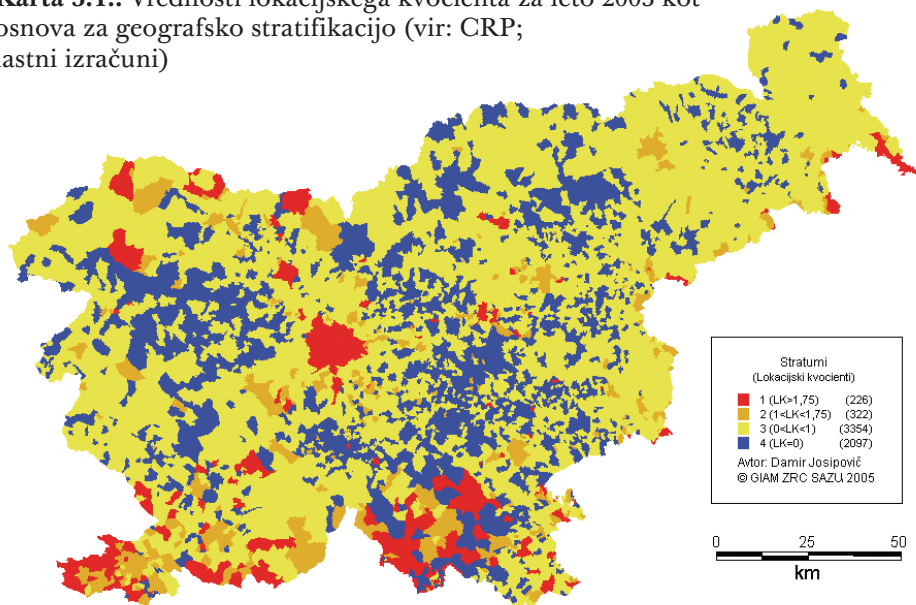 Karta 3.1.: Vrednosti lokacijskega kvocienta za leto 2003 kot
osnova za geografsko stratifikacijo (vir: CRP;
lastni izračuni)
Stratumi
(Lokacijski kvocienti)
1 (LK>1,75) (226)
2 (1<LK<1,75) (322)
3 (0<LK<1) (3354)
4 (LK=0) (2097)
Avtor: Damir Josipovič
© GIAM ZRC SAZU 2005
0 25 50
km